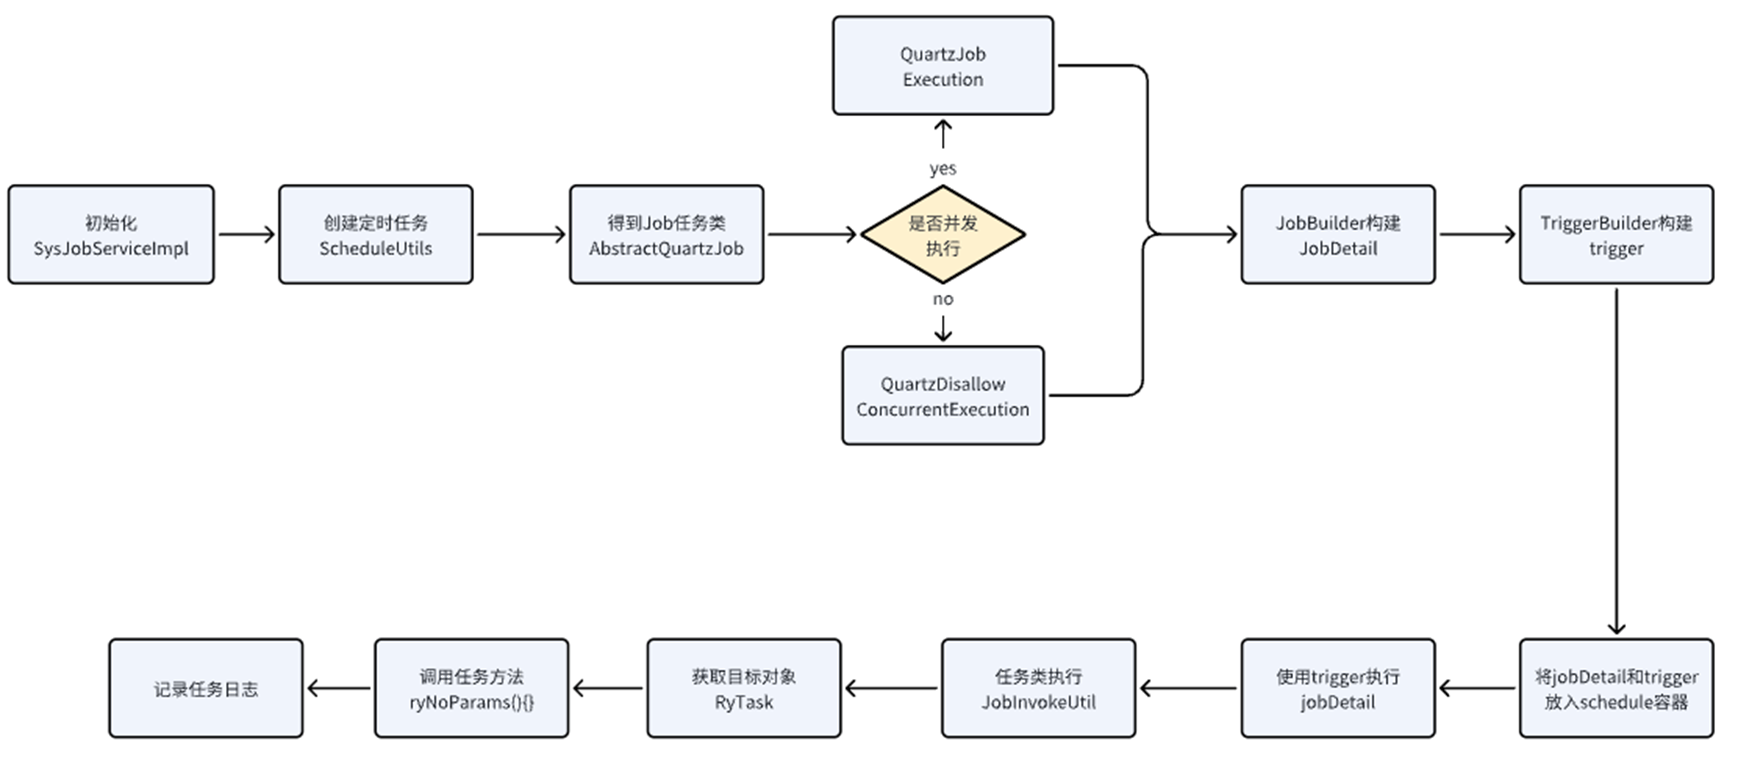 初始化
SysJobServiceImpl
创建定时任务
ScheduleUtils
得到Job任务类
AbstractQuartzJob
是否并发
执行
yes
QuartzJob
Execution
no
QuartzDisallow
ConcurrentExecution
JobBuilder构建
JobDetail
TriggerBuilder构建
trigger
将jobDetail和trigger
放入schedule容器
使用trigger执行
jobDetail
任务类执行
JobInvokeUtil
获取目标对象
RyTask
调用任务方法
ryNoParams(){}
记录任务日志